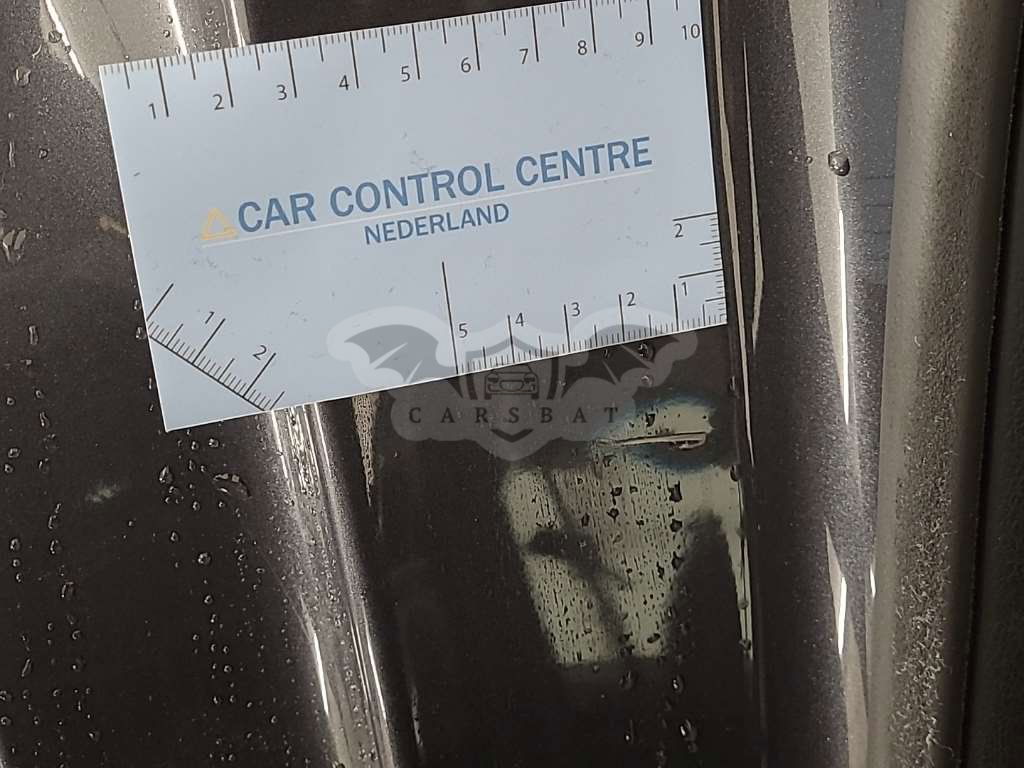 1 2 3 4 5 6 7 8 9 10
CAR CONTROL CENTRE
NEDERLAND
2
1
5 4 3 2 1
1 2
CARSBAT